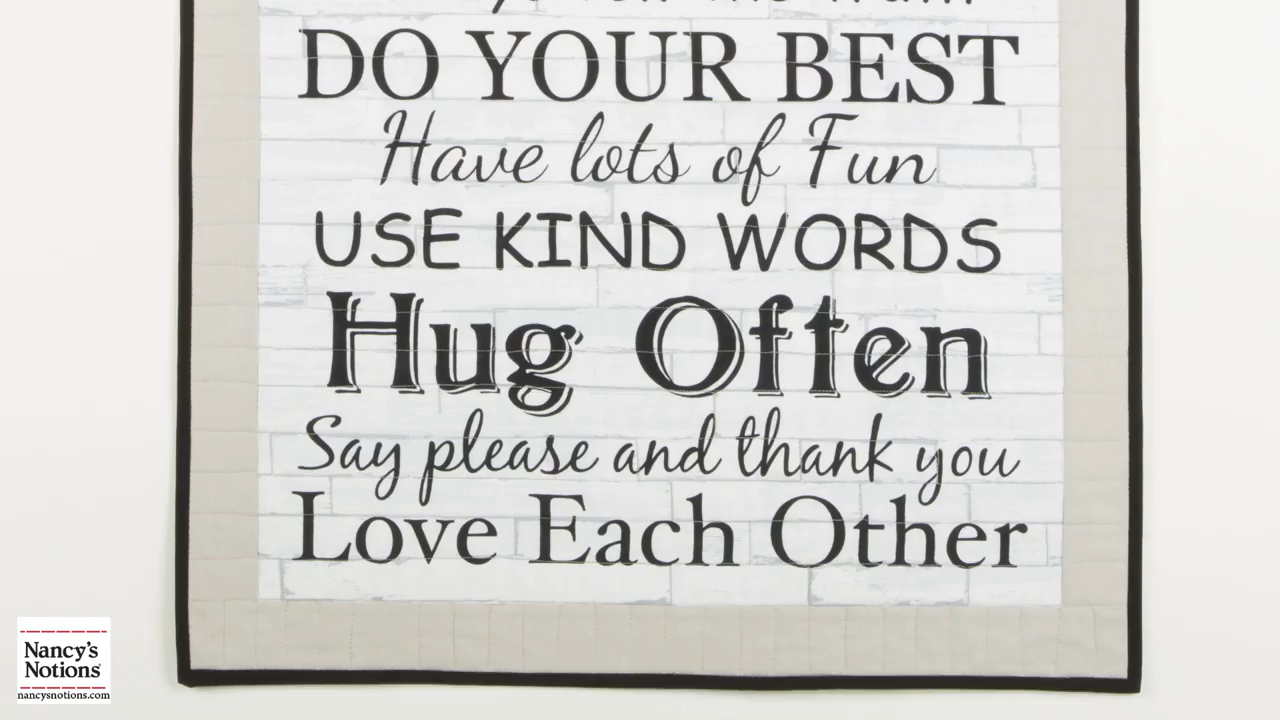 DO YOUR BEST
Have lots of Fun
USE KIND WORDS
Hug Often
Say please and thank you
Love Each Other
Nancy's
Notions
nancysnotions.com